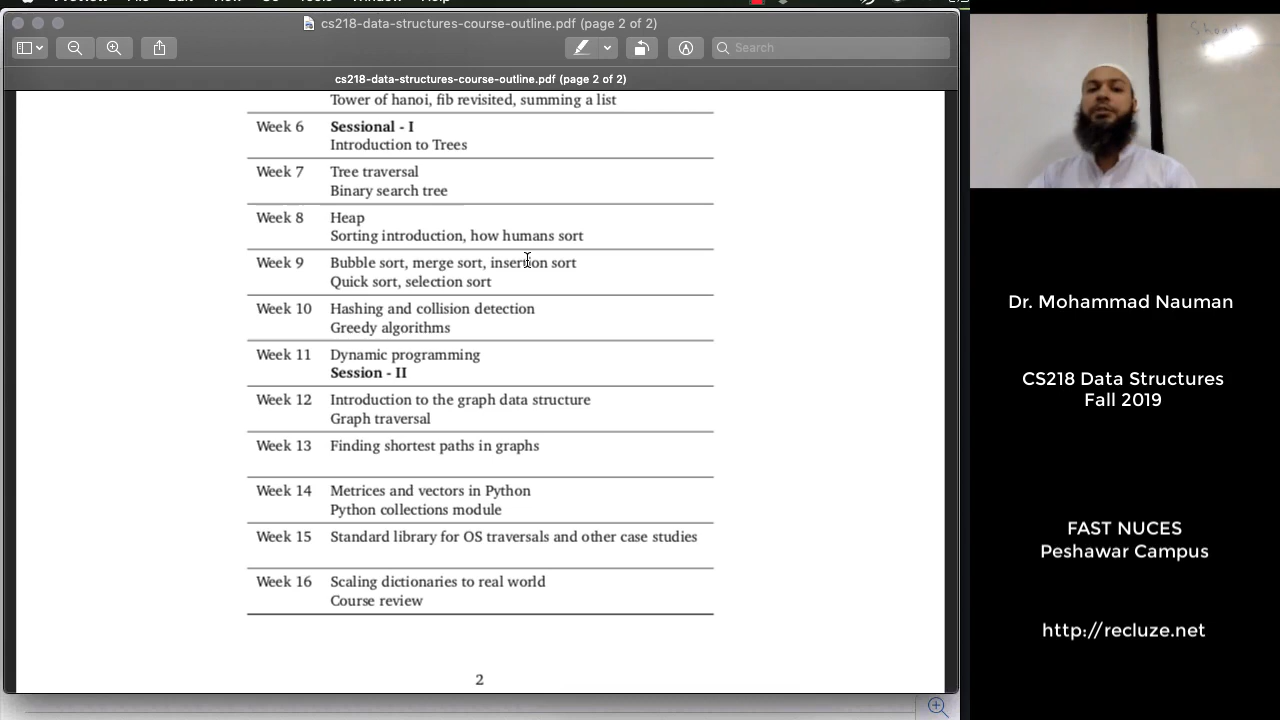 cs218-data-structures-course-outline.pdf (page 2 of 2)
Search
cs218-data-structures-course-outline.pdf (page 2 of 2)
Tower of hanoi, fib revisited, summing a list
Week 6 Sessional - I
Introduction to Trees
Week 7 Tree traversal
Binary search tree
Week 8 Heap
Sorting introduction, how humans sort
Week 9 Bubble sort, merge sort, insertion sort
Quick sort, selection sort
Week 10 Hashing and collision detection
Greedy algorithms
Week 11 Dynamic programming
Session - II
Week 12 Introduction to the graph data structure
Graph traversal
Week 13 Finding shortest paths in graphs
Week 14 Metrices and vectors in Python
Python collections module
Week 15 Standard library for OS traversals and other case studies
Week 16 Scaling dictionaries to real world
Course review
2
Dr. Mohammad Nauman
CS218 Data Structures
Fall 2019
FAST NUCES
Peshawar Campus
http://recluze.net